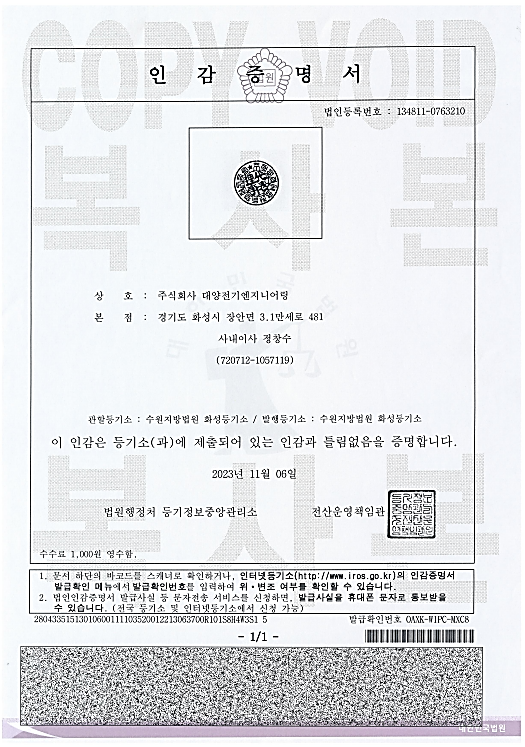 COPY VOID
인 감 증 명 서
법원
법인등록번호 : 134811-0763210
복 사 본
상 호 : 주식회사 대양전기엔지니어링
본 점 : 경기도 화성시 장안면 3.1만세로 481
사내이사 정창수
(720712-1057119)
관할등기소 : 수원지방법원 화성등기소 / 발행등기소 : 수원지방법원 화성등기소
이 인감은 등기소(과)에 제출되어 있는 인감과 틀림없음을 증명합니다.
2023년 11월 06일
복 사 본
법원행정처 등기정보중앙관리소 전산운영책임관
수수료 1,000원 영수함.
1. 문서 하단의 바코드를 스캐너로 확인하거나, 인터넷등기소(http://www.iros.go.kr)의 인감증명서
발급확인 메뉴에서 발급확인번호를 입력하여 위·변조 여부를 확인할 수 있습니다.
2. 법인인감증명서 발급사실 등 문자전송 서비스를 신청하면, 발급사실을 휴대폰 문자로 통보받을
수 있습니다. (전국 등기소 및 인터넷등기소에서 신청 가능)
발급확인번호 OAXK-WIPC-MXC8
- 1/1 -
대한민국법원